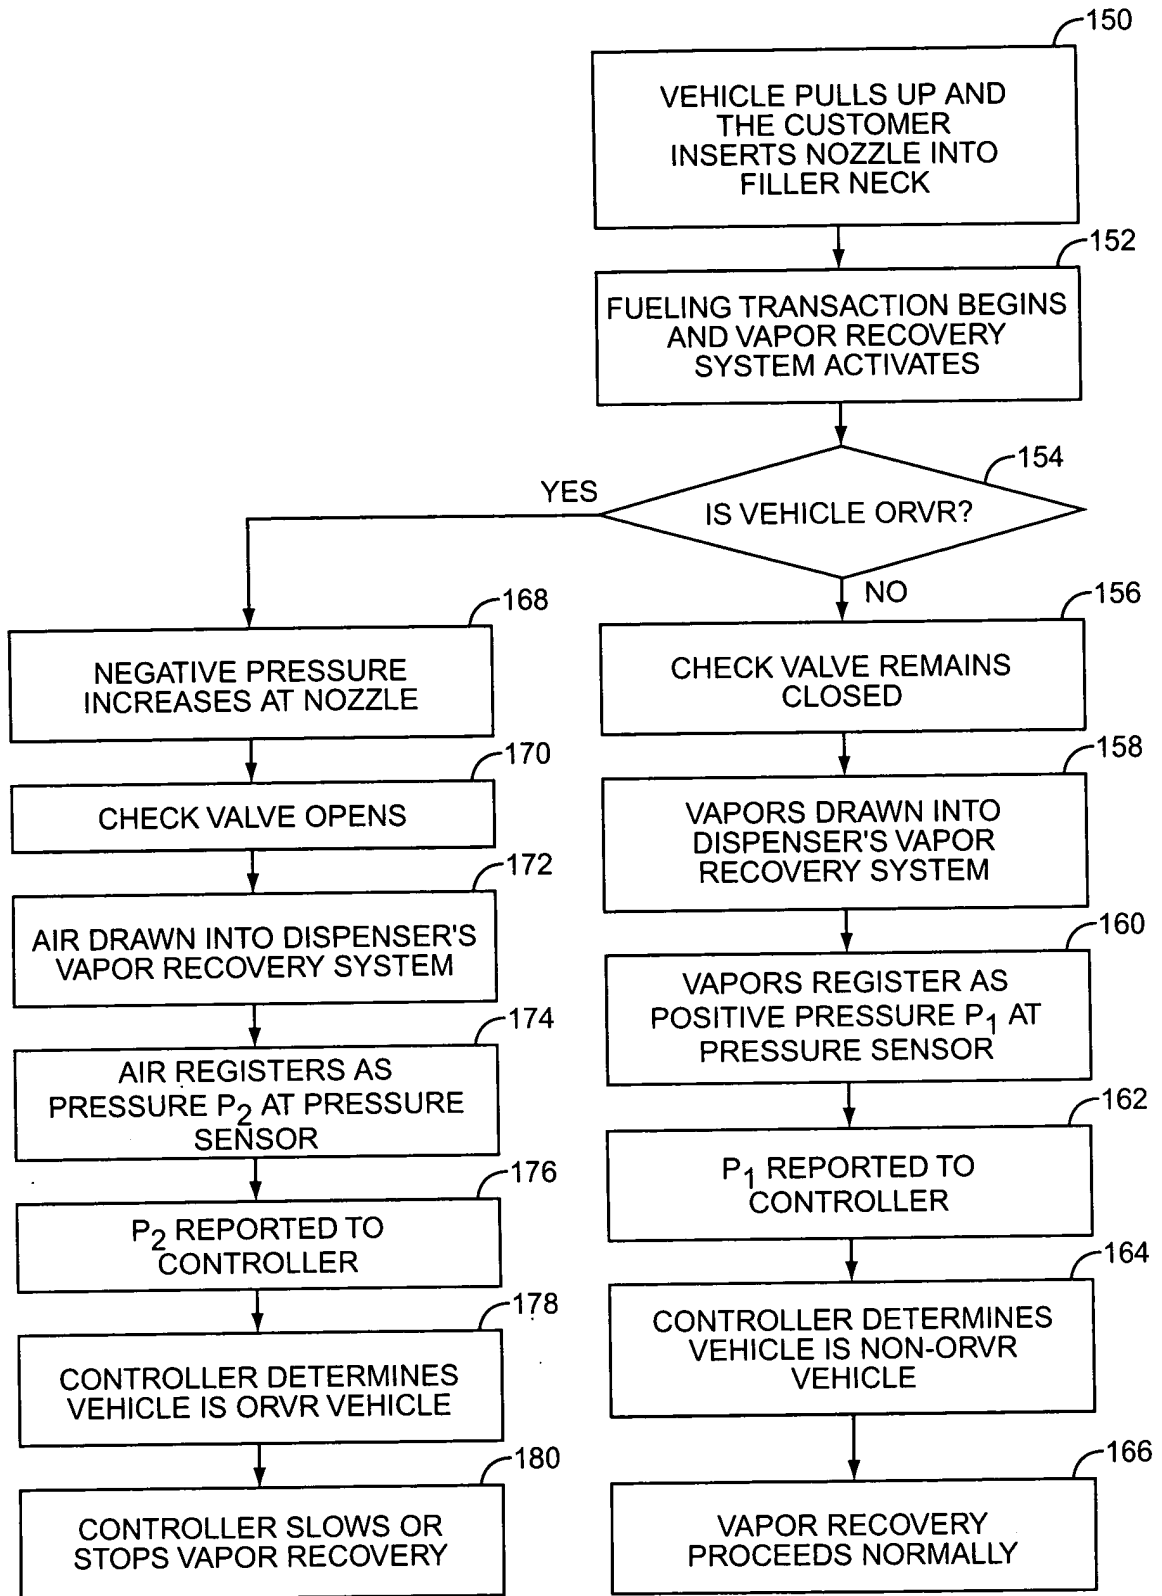 150
VEHICLE PULLS UP AND
THE CUSTOMER
INSERTS NOZZLE INTO
FILLER NECK
152
FUELING TRANSACTION BEGINS
AND VAPOR RECOVERY
SYSTEM ACTIVATES
154
IS VEHICLE ORVR?
YES
NO
168
NEGATIVE PRESSURE
INCREASES AT NOZZLE
170
CHECK VALVE OPENS
172
AIR DRAWN INTO DISPENSER'S
VAPOR RECOVERY SYSTEM
174
AIR REGISTERS AS
PRESSURE P2 AT PRESSURE
SENSOR
176
P2 REPORTED TO
CONTROLLER
178
CONTROLLER DETERMINES
VEHICLE IS ORVR VEHICLE
180
CONTROLLER SLOWS OR
STOPS VAPOR RECOVERY
156
CHECK VALVE REMAINS
CLOSED
158
VAPORS DRAWN INTO
DISPENSER'S VAPOR
RECOVERY SYSTEM
160
VAPORS REGISTER AS
POSITIVE PRESSURE P1 AT
PRESSURE SENSOR
162
P1 REPORTED TO
CONTROLLER
164
CONTROLLER DETERMINES
VEHICLE IS NON-ORVR
VEHICLE
166
VAPOR RECOVERY
PROCEEDS NORMALLY